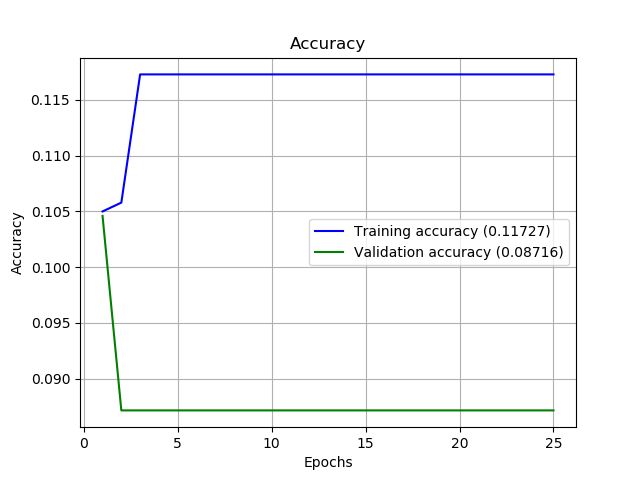 Accuracy
0.115
0.110
0.105
0.100
0.095
0.090
Accuracy
Training accuracy (0.11727)
Validation accuracy (0.08716)
0
5
10
15
20
25
Epochs